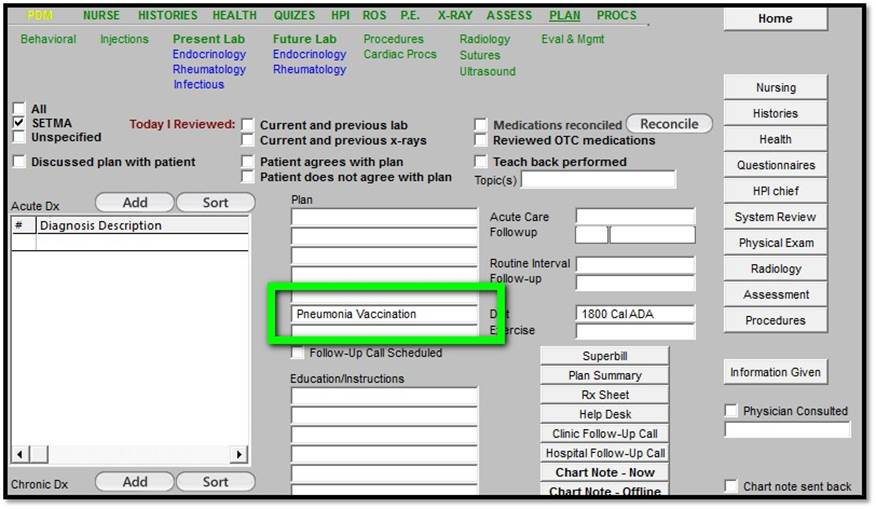 PDM NURSE HISTORIES HEALTH QUIZES HPI ROS P.E. X-RAY ASSESS PLAN PROCS
Home
Behavioral Injections Present Lab Future Lab Procedures Radiology Eval & Mgmt
Endocrinology Endocrinology Cardiac Procs Sutures
Rheumatology Rheumatology Ultrasound
Infectious
Nursing
Histories
Health
Questionnaires
HPI chief
System Review
Physical Exam
Radiology
Assessment
Procedures
Information Given
Physician Consulted
Chart note sent back
All
SETMA
Unspecified
Discussed plan with patient
Today I Reviewed:
Current and previous lab
Current and previous x-rays
Patient agrees with plan
Patient does not agree with plan
Medications reconciled Reconcile
Reviewed OTC medications
Teach back performed
Topic(s)
Acute Dx Add Sort
# Diagnosis Description
Chronic Dx Add Sort
Plan
Pneumonia Vaccination
Follow-Up Call Scheduled
Education/Instructions
Acute Care
Followup
Routine Interval
Follow-up
1800 Cal ADA
Superbill
Plan Summary
Rx Sheet
Help Desk
Clinic Follow-Up Call
Hospital Follow-Up Call
Chart Note - Now
Chart Note - Offline